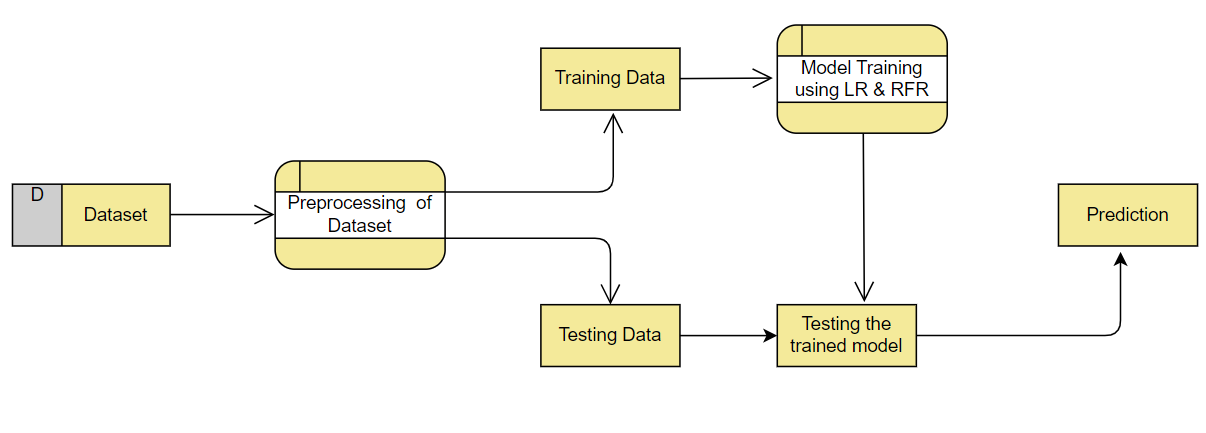 D
Dataset
Preprocessing of
Dataset
Training Data
Model Training
using LR & RFR
Testing Data
Testing the
trained model
Prediction